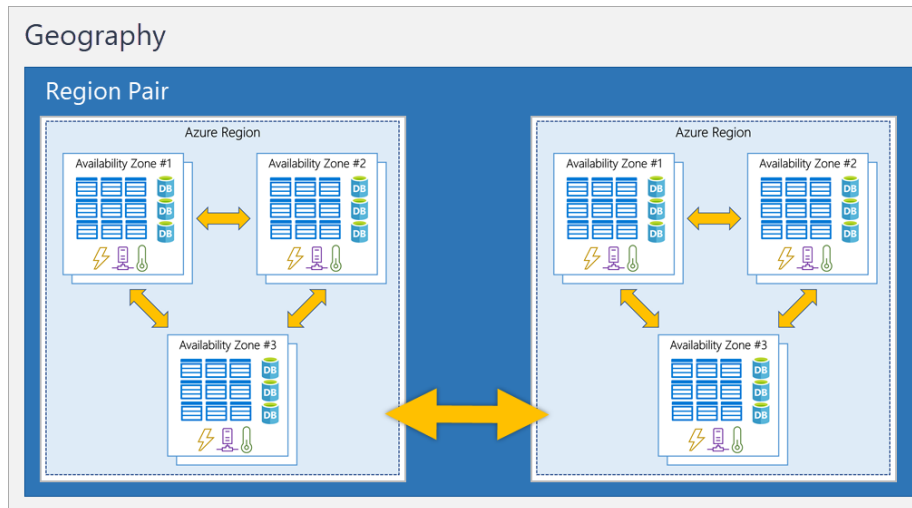 Geography
Region Pair
Azure Region
Availability Zone #1
Availability Zone #2
DB
DB
DB
DB
DB
DB
Availability Zone #3
DB
DB
DB
Azure Region
Availability Zone #1
Availability Zone #2
DB
DB
DB
DB
DB
DB
Availability Zone #3
DB
DB
DB